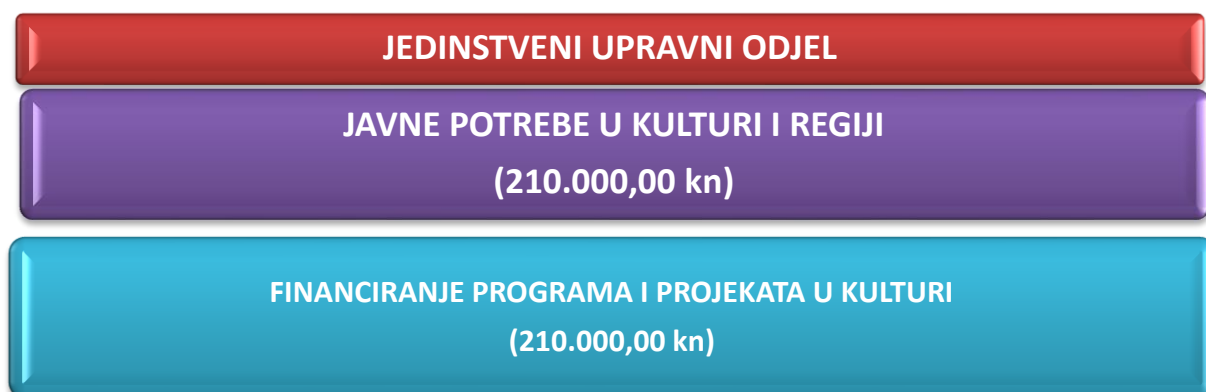 JEDINSTVENI UPRAVNI ODJEL
JAVNE POTREBE U KULTURI I REGIJI
(210.000,00 kn)
FINANCIRANJE PROGRAMA I PROJEKATA U KULTURI
(210.000,00 kn)